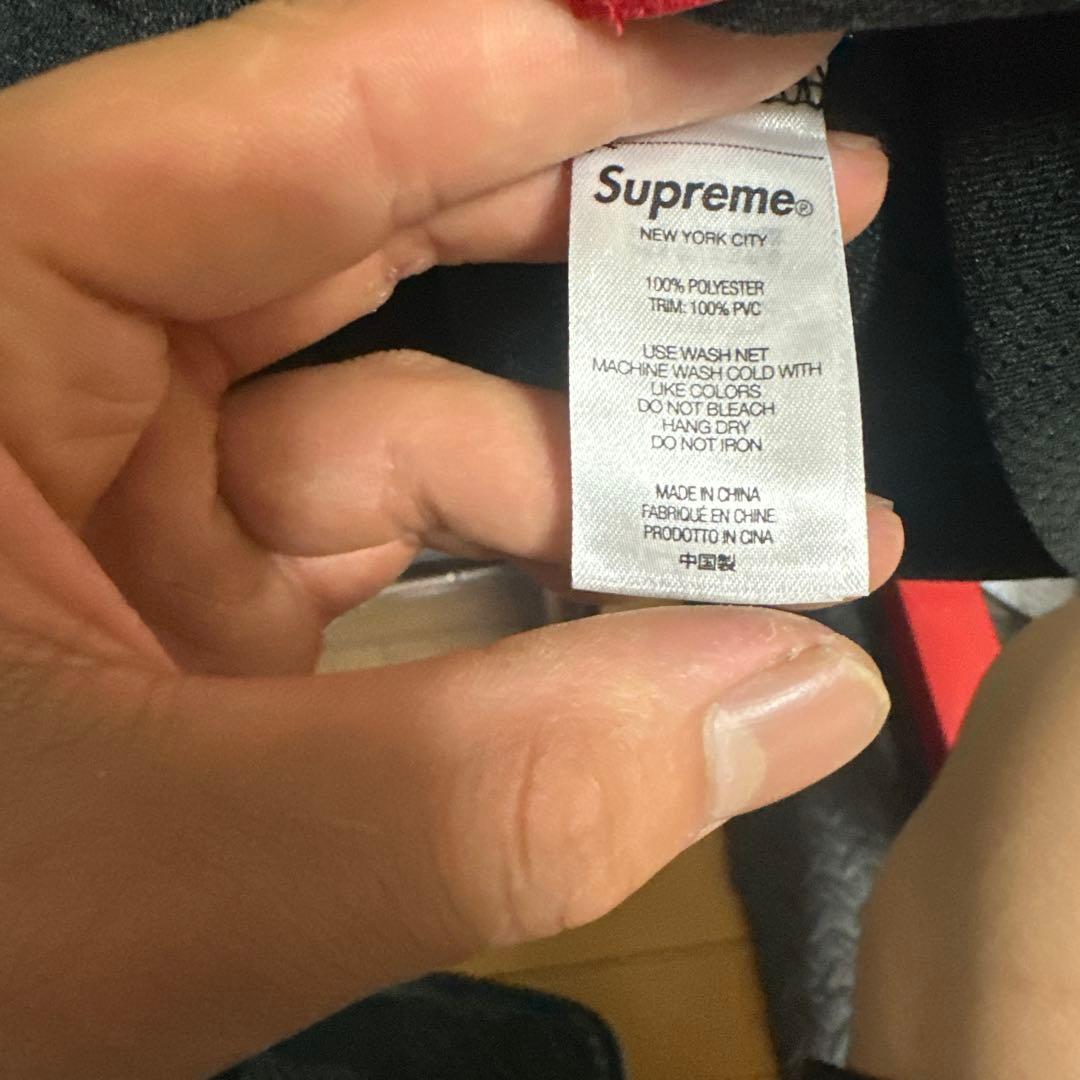 Supreme®
NEW YORK CITY
100% POLYESTER
TRIM: 100% PVC
USE WASH NET
MACHINE WASH COLD WITH
LIKE COLORS
DO NOT BLEACH
HANG DRY
DO NOT IRON
MADE IN CHINA
FABRIQUÉ EN CHINE
PRODOTTO IN CINA
中国製